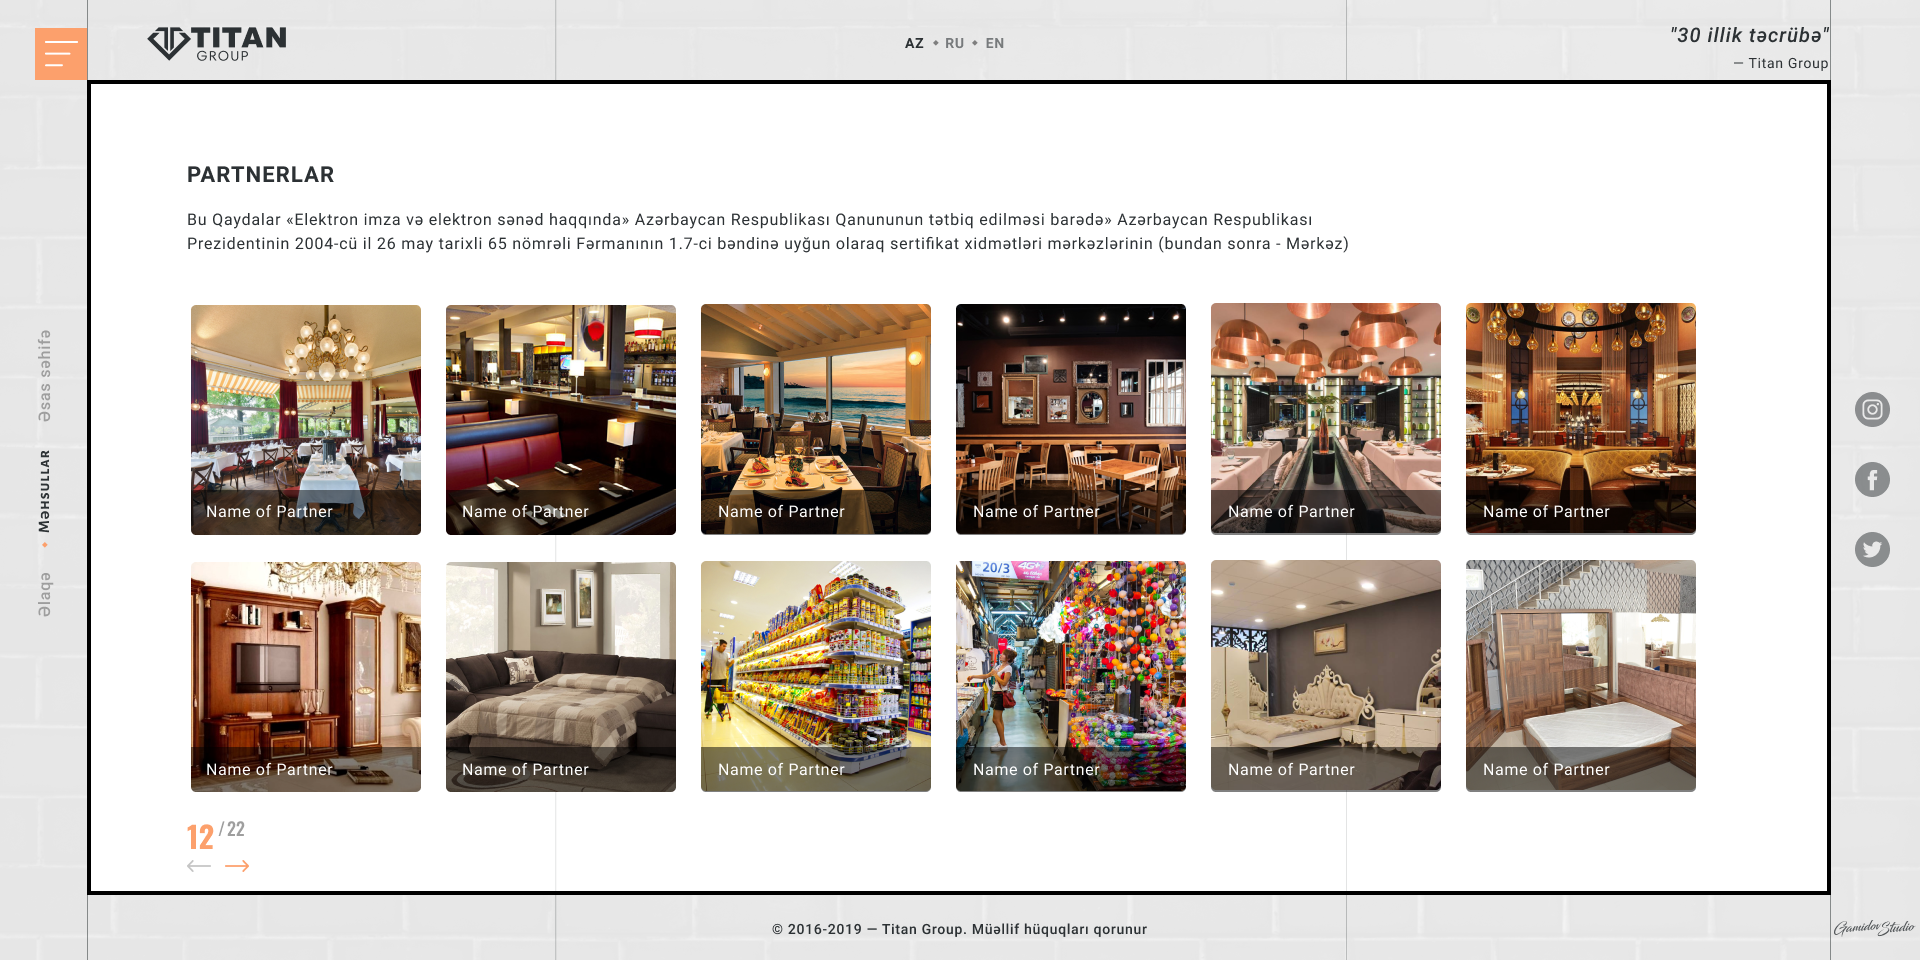 TITAN
GROUP
AZ • RU • EN
"30 illik təcrübə"
— Titan Group
PARTNERLAR
Bu Qaydalar «Elektron imza və elektron sənəd haqqında» Azərbaycan Respublikası Qanununun tətbiq edilməsi barədə» Azərbaycan Respublikası
Prezidentinin 2004-cü il 26 may tarixli 65 nömrəli Fərmanının 1.7-ci bəndinə uyğun olaraq sertifikat xidmətləri mərkəzlərinin (bundan sonra - Mərkəz)
Əsas səhifə
• Məhsullar
Əlaqə
Name of Partner
Name of Partner
Name of Partner
Name of Partner
Name of Partner
Name of Partner
20/3 4G+
Name of Partner
Name of Partner
Name of Partner
Name of Partner
Name of Partner
Name of Partner
12 / 22
© 2016-2019 — Titan Group. Müəllif hüquqları qorunur
Gamidov Studio